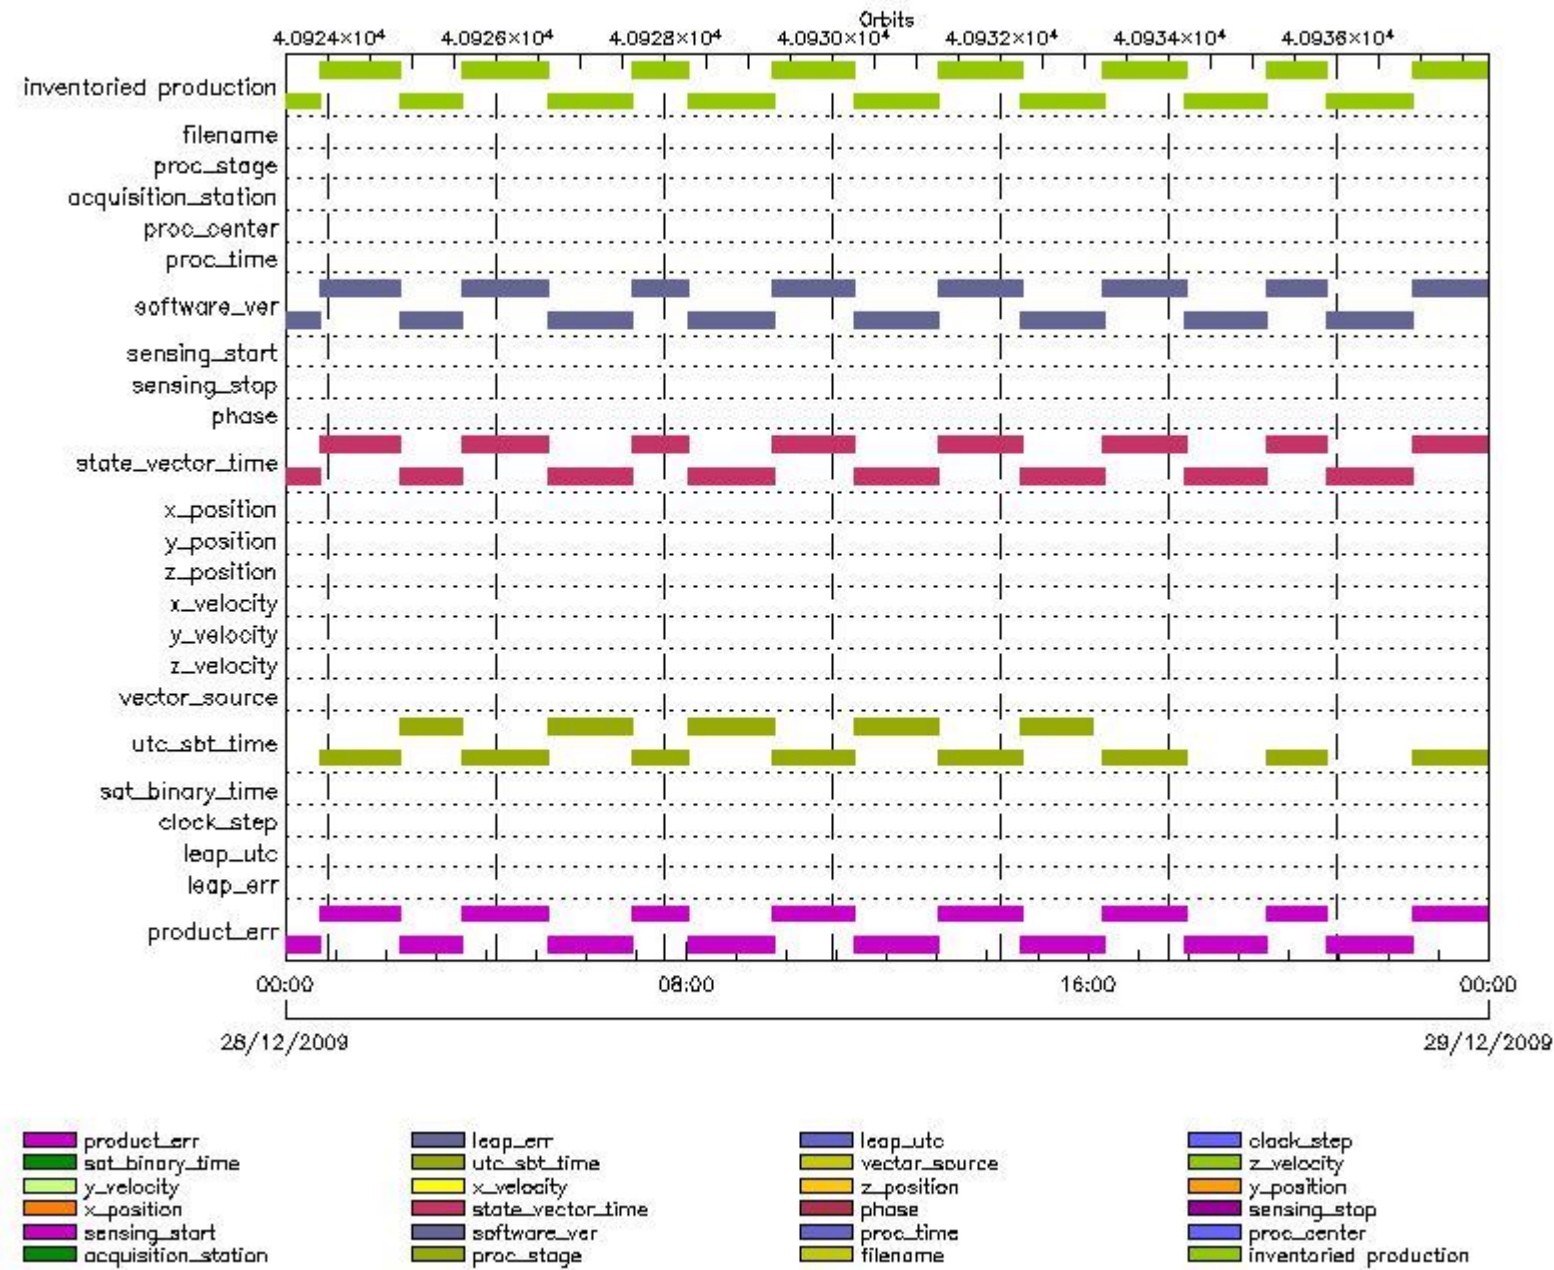 Orbits
4.0924×10⁴ 4.0926×10⁴ 4.0928×10⁴ 4.0930×10⁴ 4.0932×10⁴ 4.0934×10⁴ 4.0936×10⁴
inventoried production
filename
proc_stage
acquisition_station
proc_center
proc_time
software_ver
sensing_start
sensing_stop
phase
state_vector_time
x_position
y_position
z_position
x_velocity
y_velocity
z_velocity
vector_source
utc_sbt_time
sat_binary_time
clock_step
leap_utc
leap_err
product_err
00:00 08:00 16:00 00:00
28/12/2009 29/12/2009
product_err leap_err leap_utc clock_step
sat_binary_time utc_sbt_time vector_source z_velocity
y_velocity x_velocity z_position y_position
x_position state_vector_time phase sensing_stop
sensing_start software_ver proc_time proc_center
acquisition_station proc_stage filename inventoried production